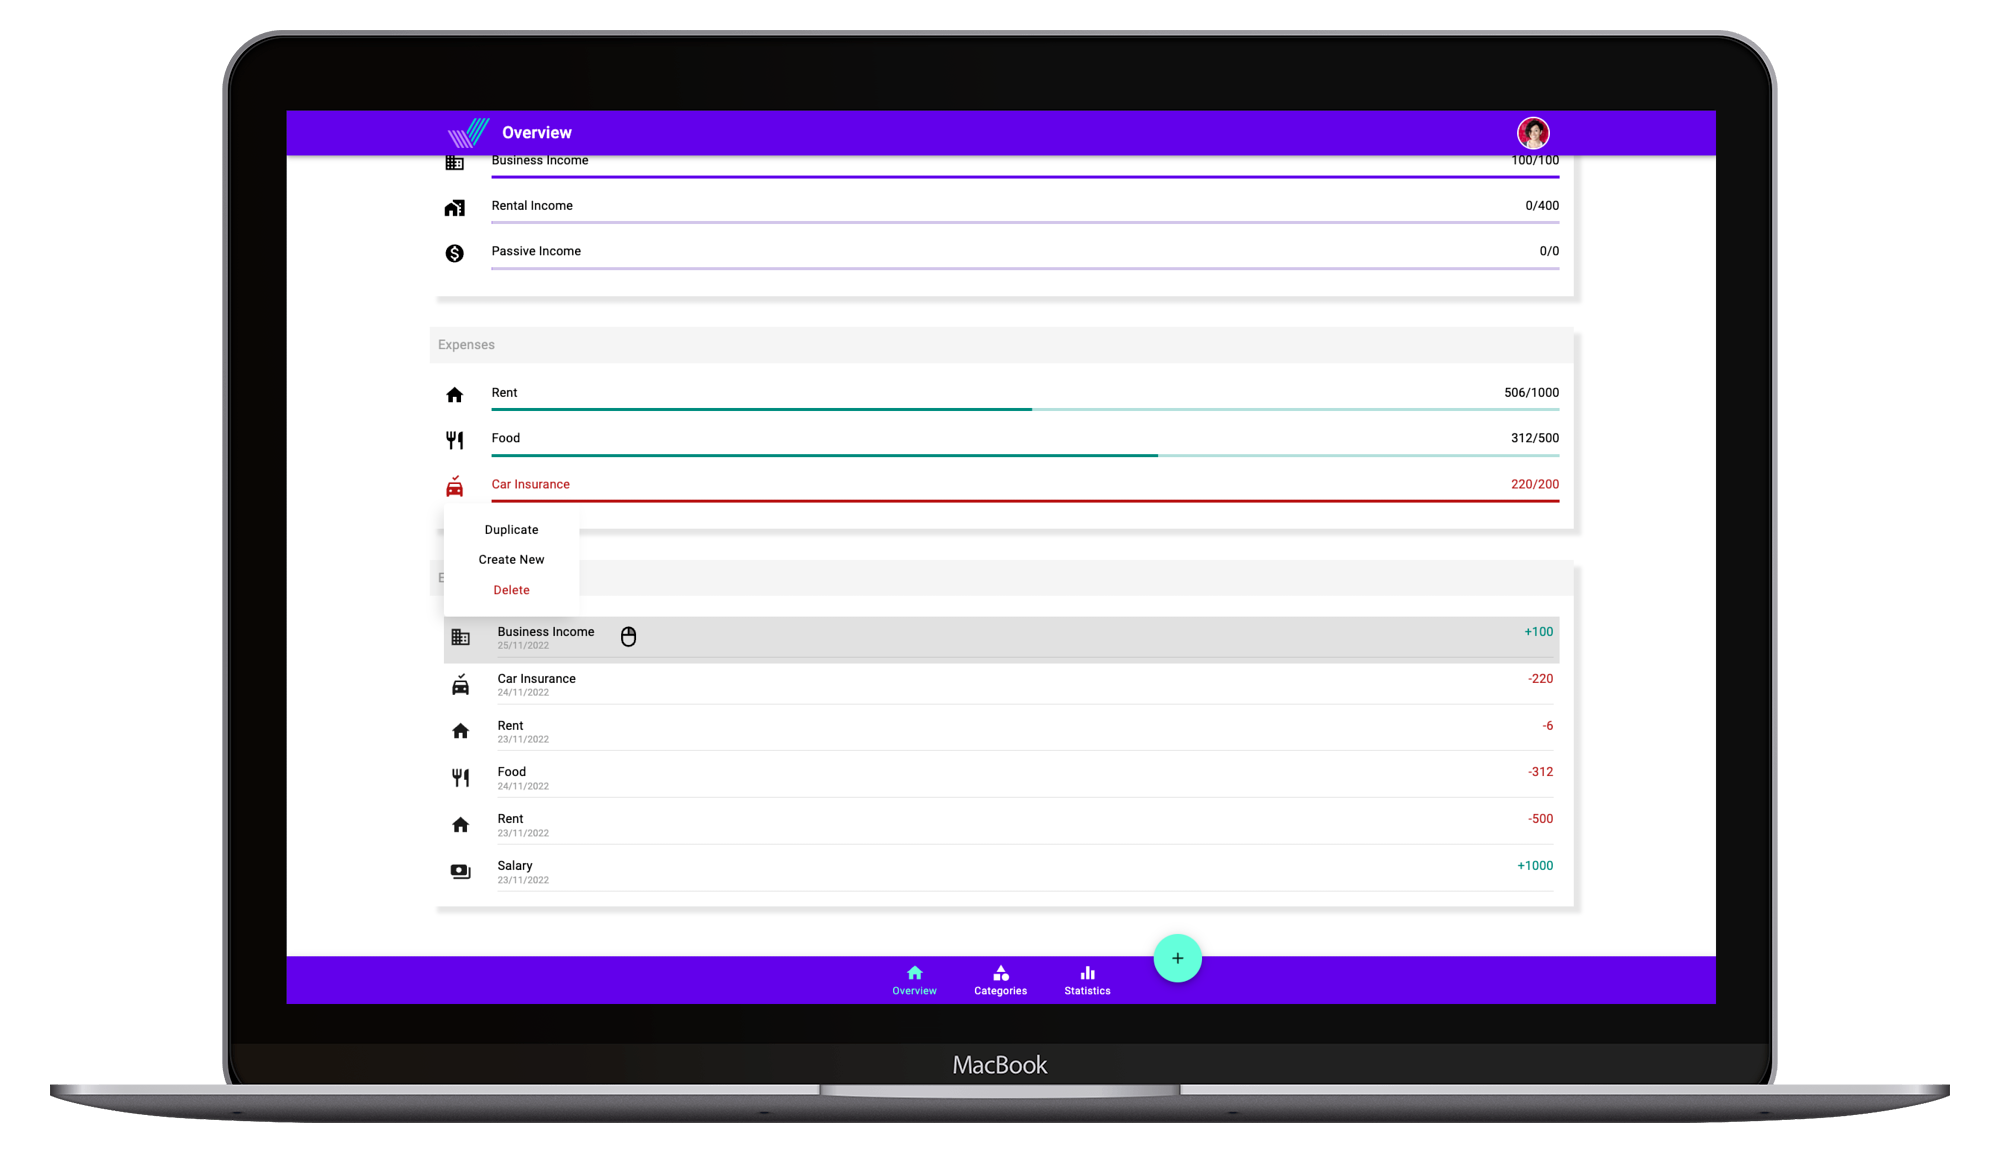 Overview
Business Income 100/100
Rental Income 0/400
Passive Income 0/0
Expenses
Rent 506/1000
Food 312/500
Car Insurance 220/200
Duplicate
Create New
Delete
Business Income +100
25/11/2022
Car Insurance -220
24/11/2022
Rent -6
23/11/2022
Food -312
24/11/2022
Rent -500
23/11/2022
Salary +1000
23/11/2022
+
Overview Categories Statistics
MacBook